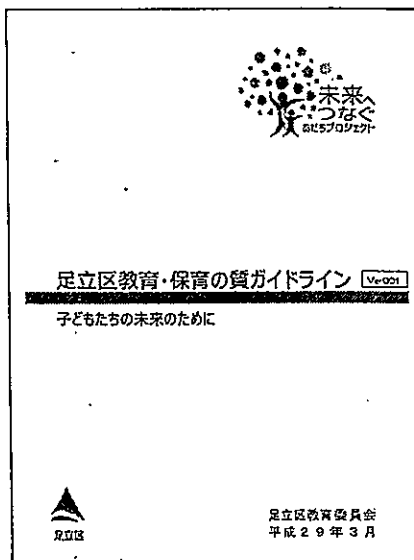 未来へ
つなぐ
あだちプロジェクト
足立区教育・保育の質ガイドライン Ver001
子どもたちの未来のために
足立区
足立区教育委員会
平成29年3月